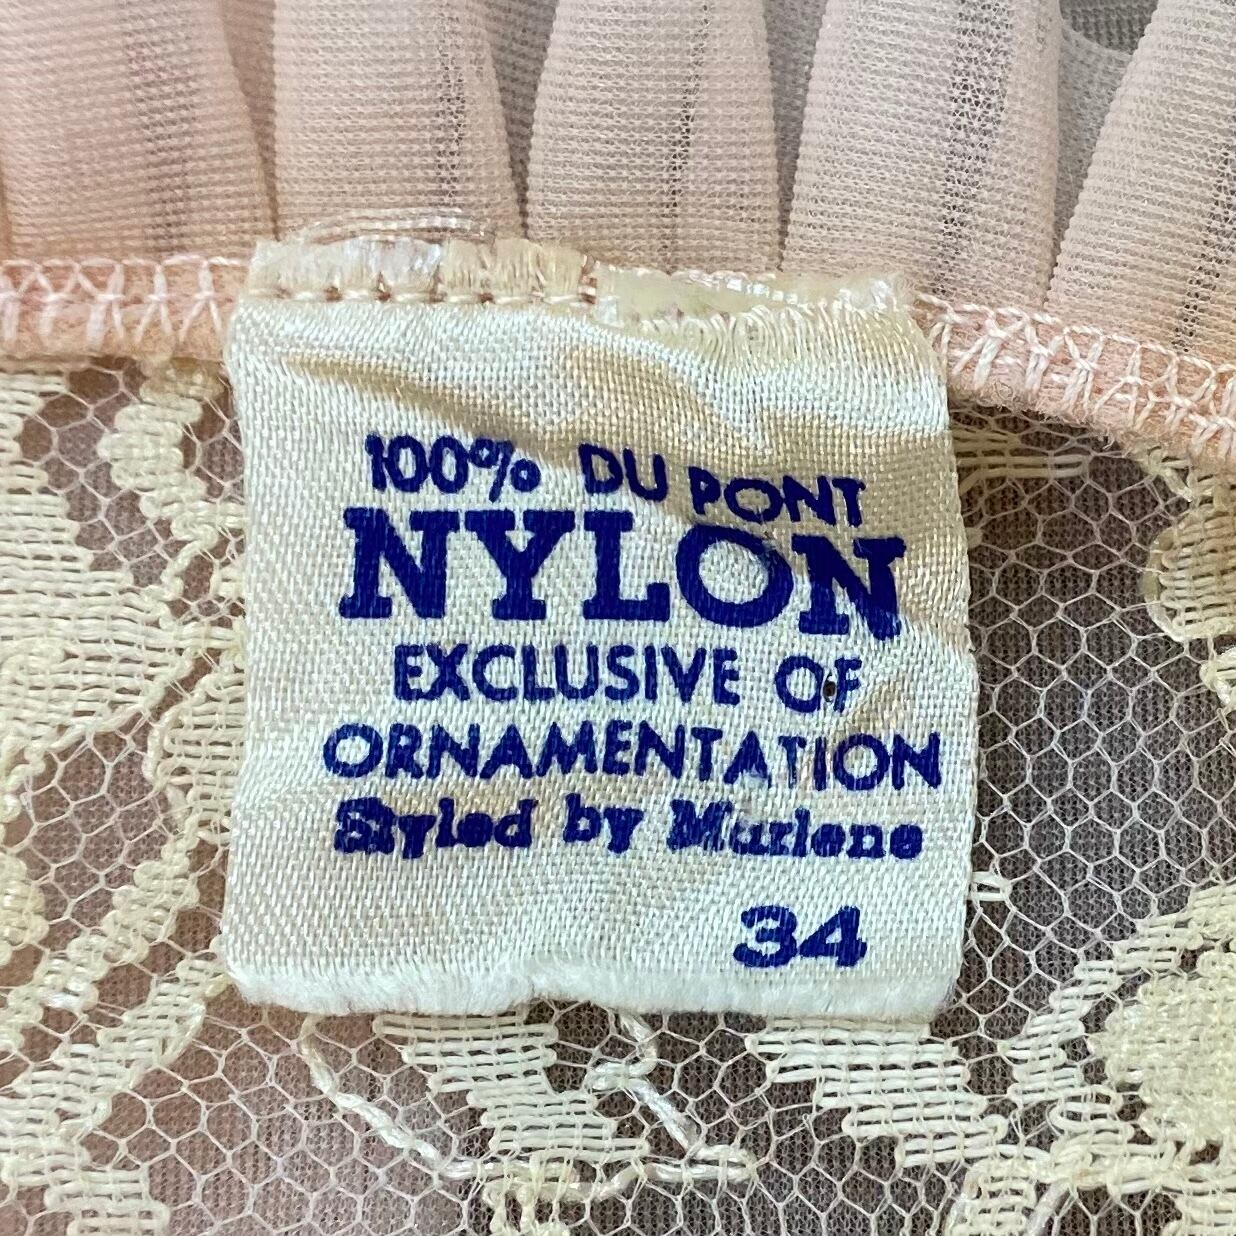 100% DU PONT
NYLON
EXCLUSIVE OF
ORNAMENTATION
Styled by Marlene
34